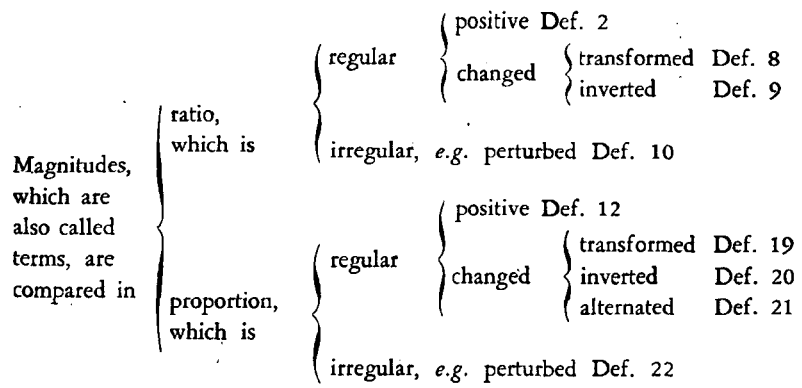 Magnitudes,
which are
also called
terms, are
compared in
ratio,
which is
regular
positive Def. 2
changed
transformed Def. 8
inverted Def. 9
irregular, e.g. perturbed Def. 10
proportion,
which is
regular
positive Def. 12
changed
transformed Def. 19
inverted Def. 20
alternated Def. 21
irregular, e.g. perturbed Def. 22